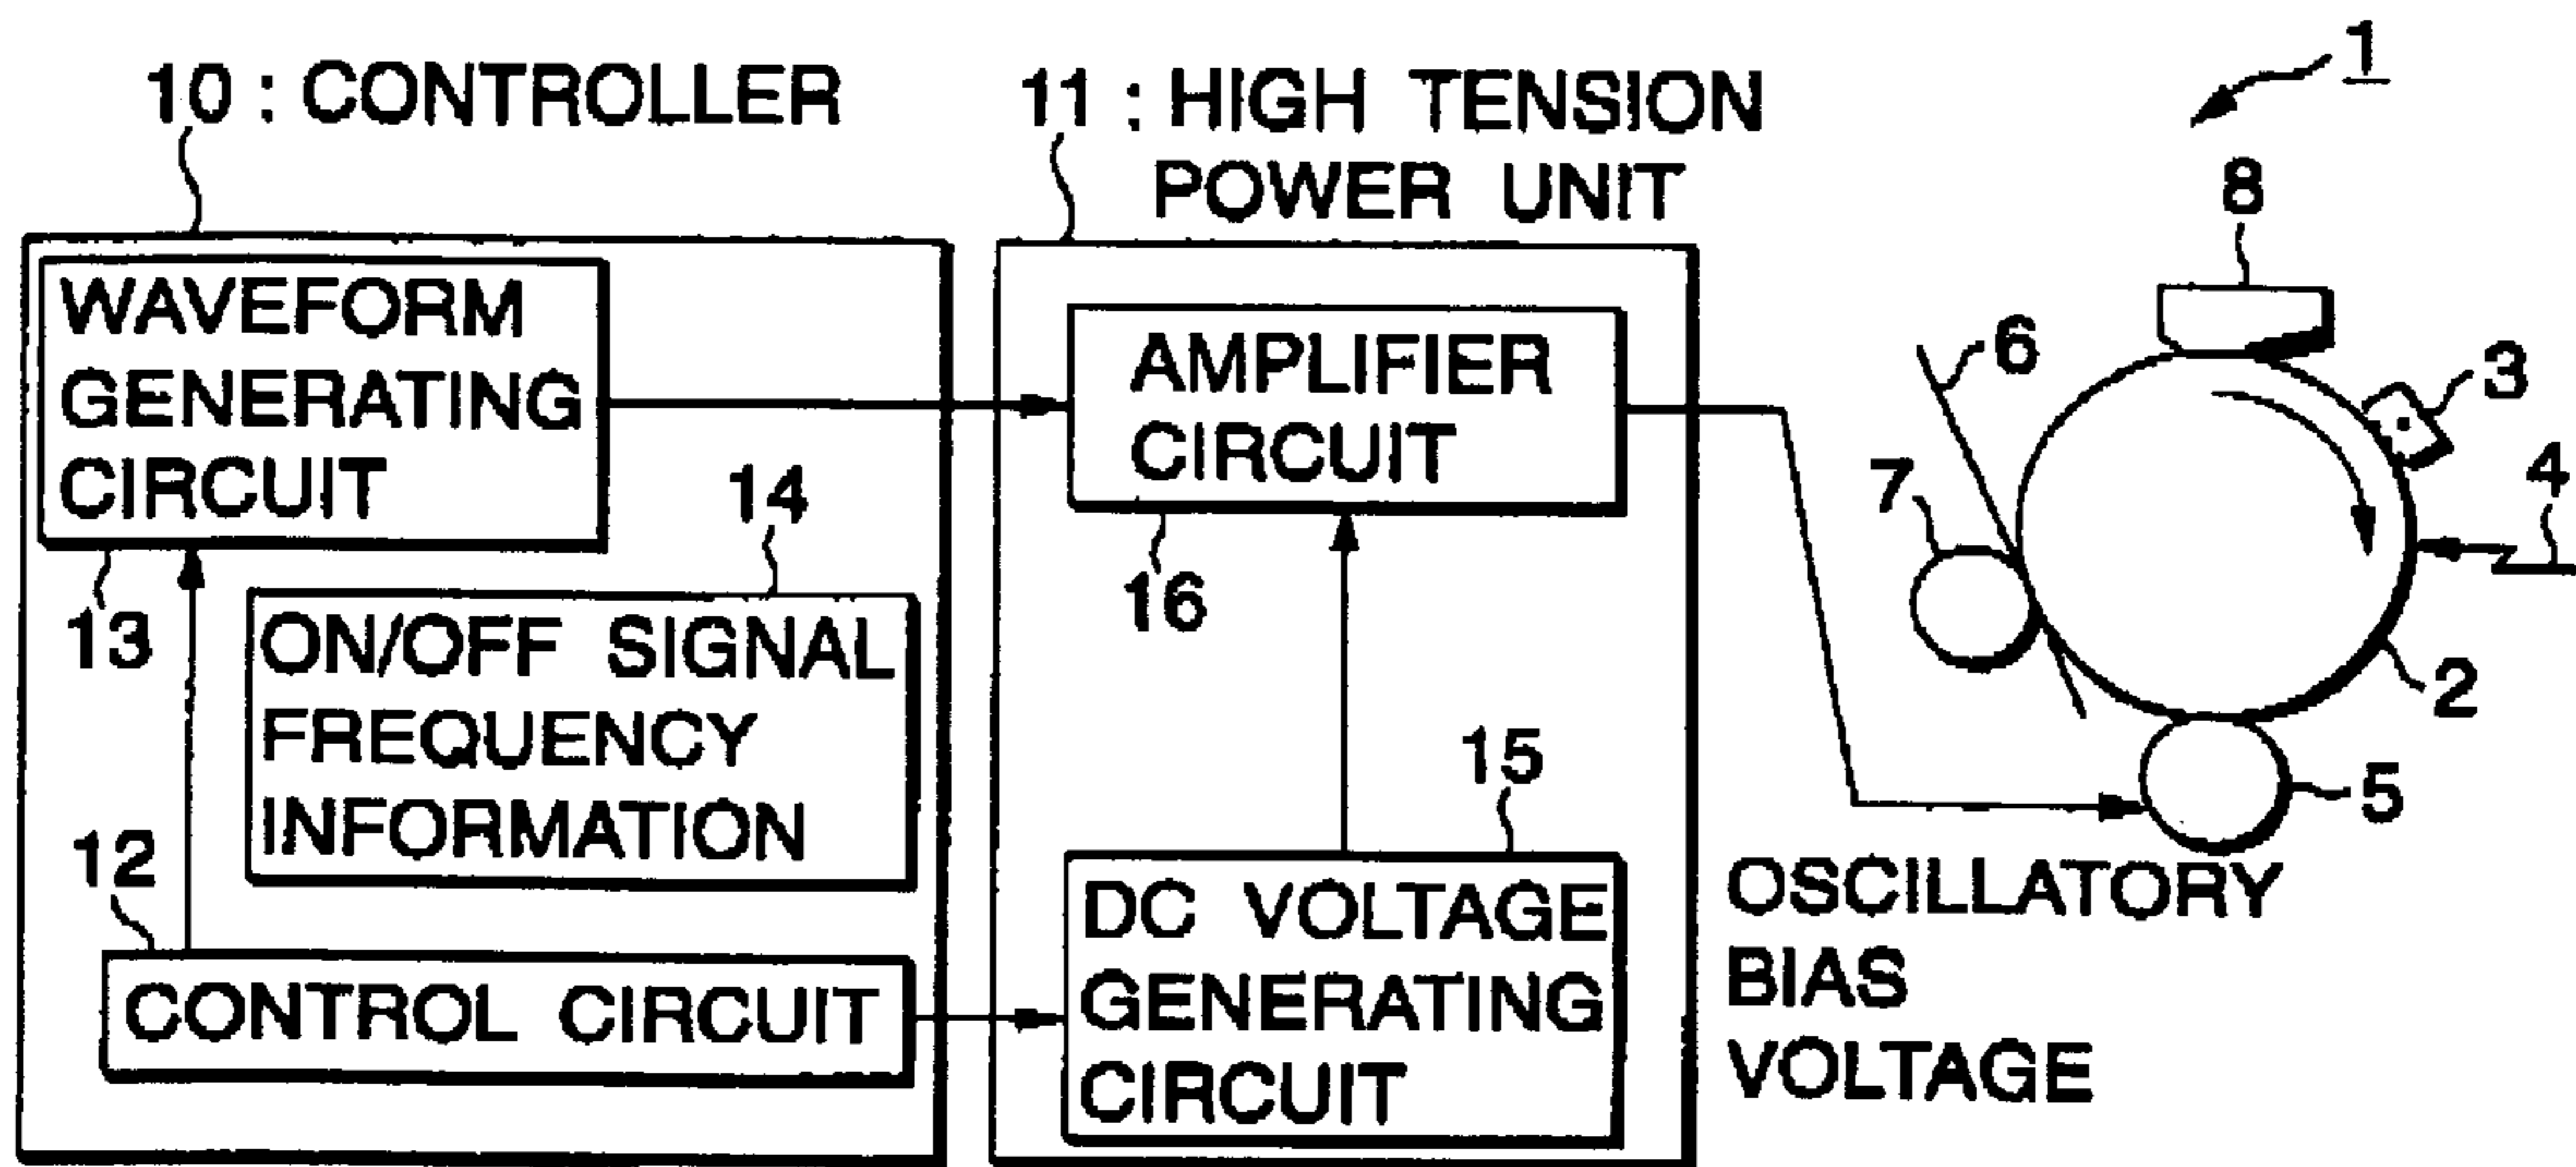 10 : CONTROLLER
11 : HIGH TENSION
POWER UNIT
1
8
WAVEFORM
GENERATING
CIRCUIT
13
14
ON/OFF SIGNAL
FREQUENCY
INFORMATION
12
CONTROL CIRCUIT
AMPLIFIER
CIRCUIT
16
15
DC VOLTAGE
GENERATING
CIRCUIT
6
3
7
4
2
5
OSCILLATORY
BIAS
VOLTAGE